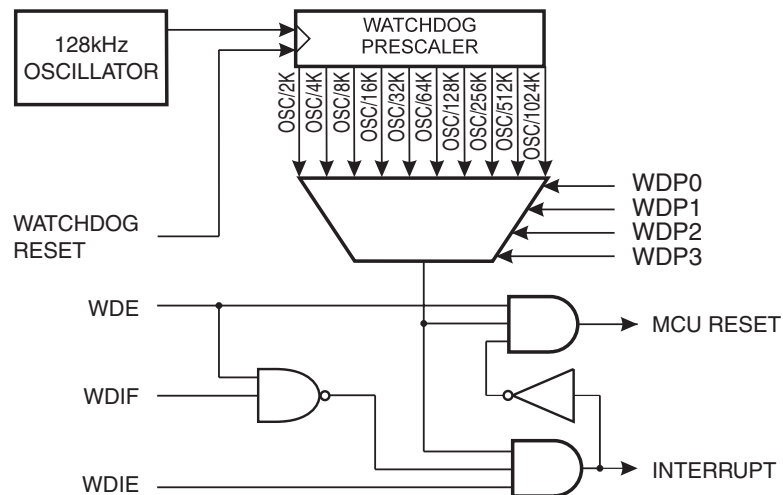 128kHz
OSCILLATOR
WATCHDOG
PRESCALER
OSC/2K
OSC/4K
OSC/8K
OSC/16K
OSC/32K
OSC/64K
OSC/128K
OSC/256K
OSC/512K
OSC/1024K
WATCHDOG
RESET
WDP0
WDP1
WDP2
WDP3
WDE
MCU RESET
WDIF
WDIE
INTERRUPT